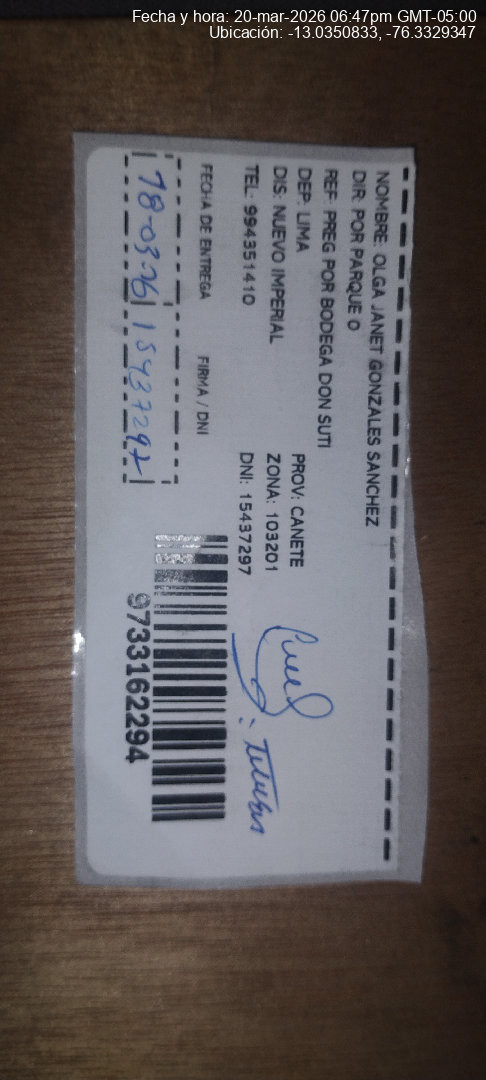 Fecha y hora: 20-mar-2026 06:47pm GMT-05:00
Ubicación: -13.0350833, -76.3329347
NOMBRE: OLGA JANET GONZALES SANCHEZ
DIR: POR PARQUE O
REF: PREG POR BODEGA DON SUTI
DEP: LIMA PROV: CANETE
DIS: NUEVO IMPERIAL ZONA: 103201
TEL: 994351410 DNI: 15437297
FECHA DE ENTREGA FIRMA / DNI
18-03-26 15437297
9733162294